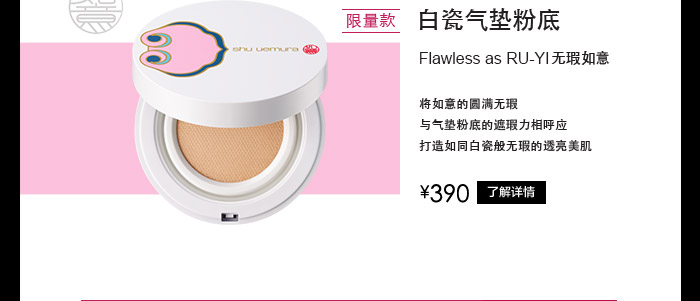 限量款
白瓷气垫粉底
shu uemura
Flawless as RU-YI无瑕如意
将如意的圆满无瑕
与气垫粉底的遮瑕力相呼应
打造如同白瓷般无瑕的透亮美肌
¥390 了解详情